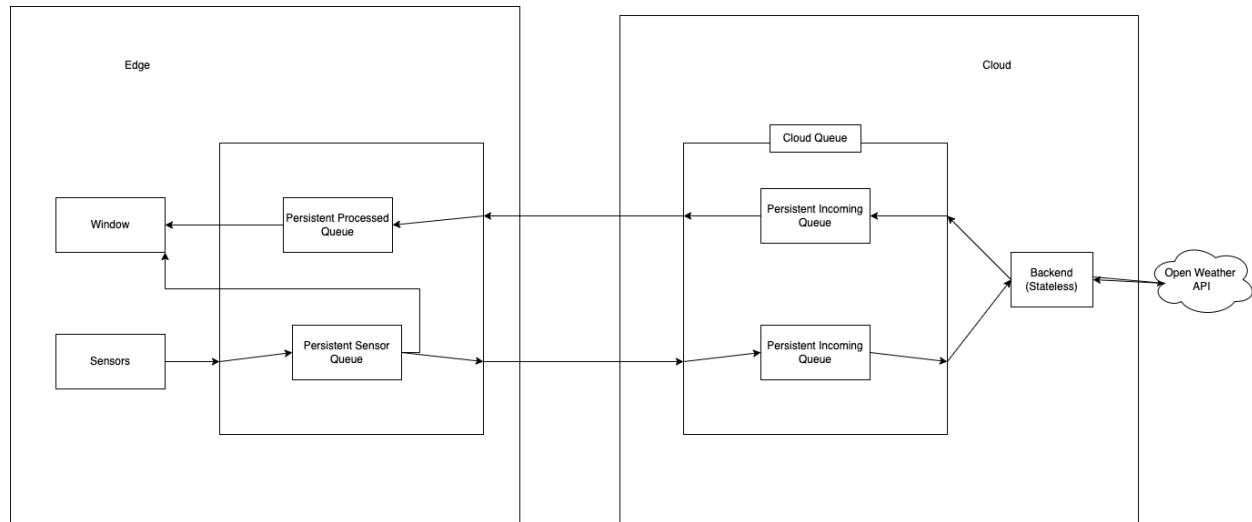 Edge
Cloud
Cloud Queue
Window
Persistent Processed
Queue
Persistent Incoming
Queue
Backend
(Stateless)
Open Weather
API
Sensors
Persistent Sensor
Queue
Persistent Incoming
Queue